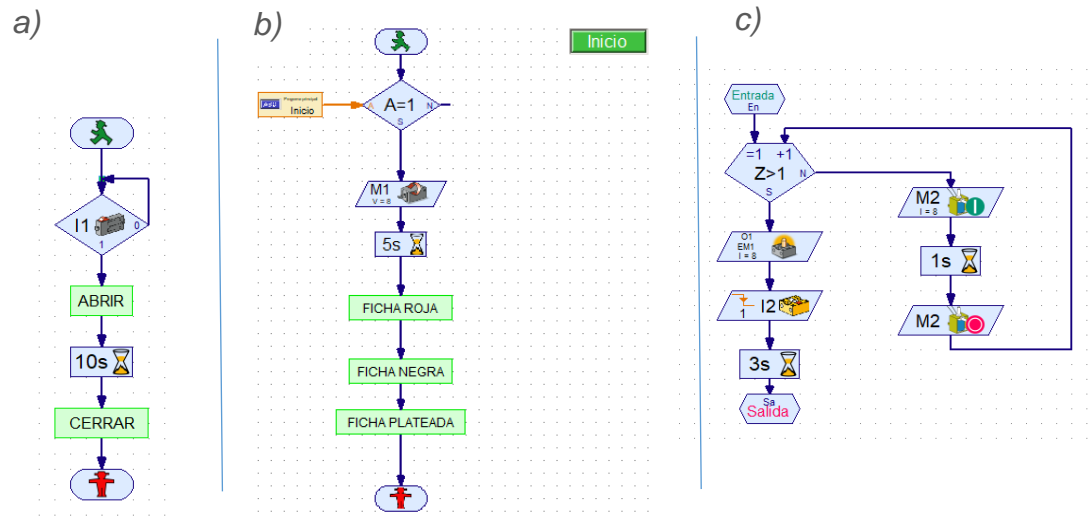 a)
I1
0
1
ABRIR
10s
CERRAR
b)
Inicio
Programa principal
Inicio
A
A=1
N
S
M1
V = 8
5s
FICHA ROJA
FICHA NEGRA
FICHA PLATEADA
c)
Entrada
En
=1 +1
Z>1
N
S
O1
EM1
I = 8
1
I2
3s
Sa
Salida
M2
I = 8
1s
M2